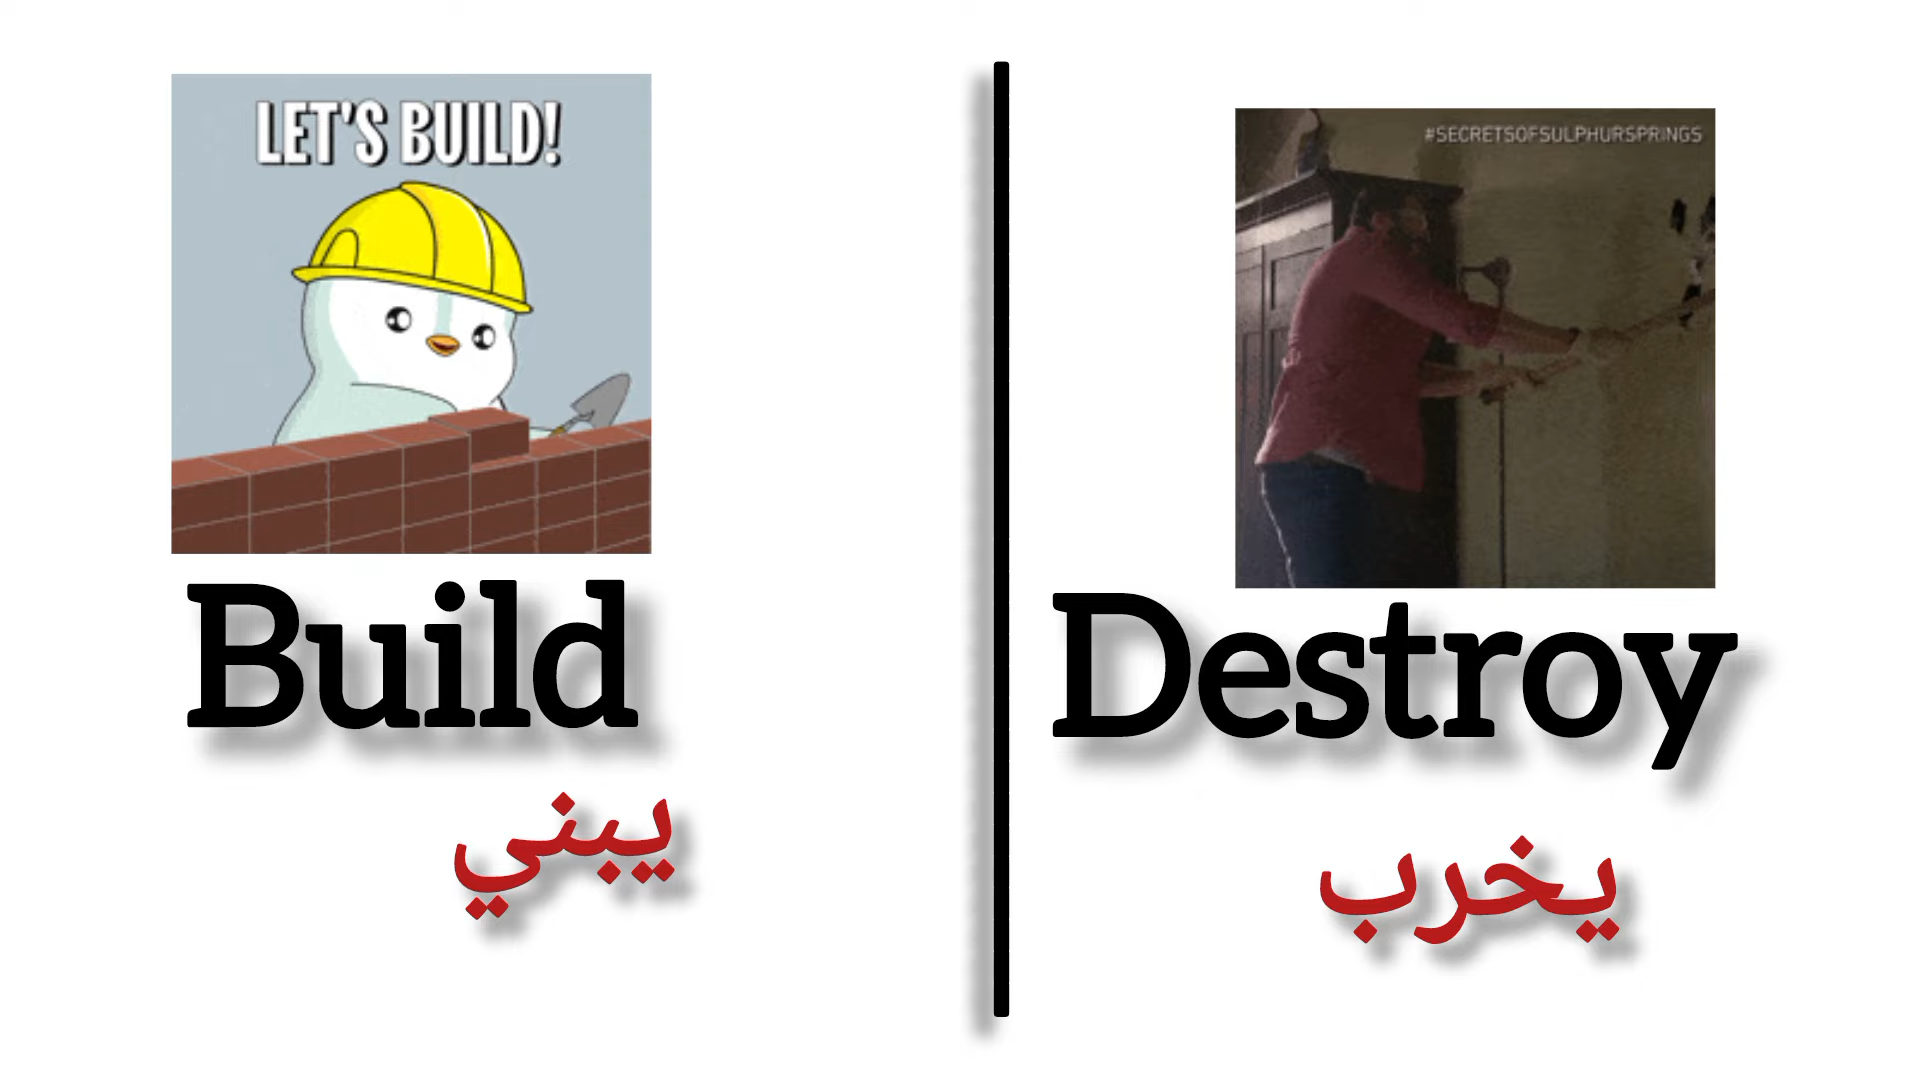 LET'S BUILD!
Build
يبني
#SECRETSOFSULPHURSPRINGS
Destroy
يخرب